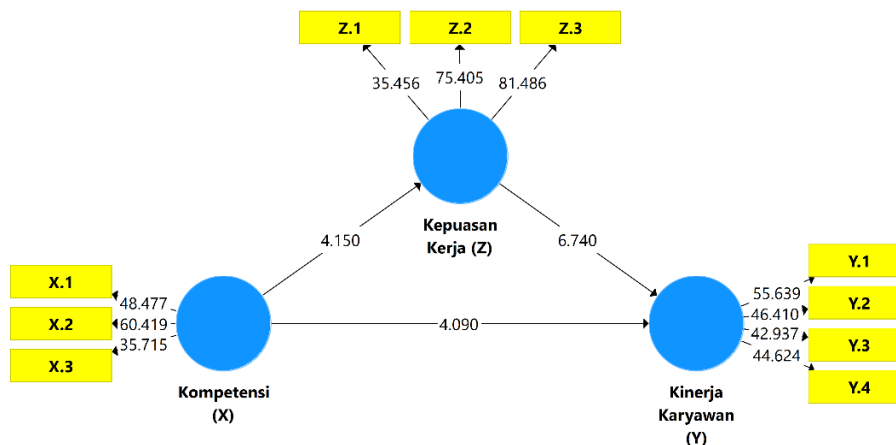 Z.1
Z.2
Z.3
35.456
75.405
81.486
Kepuasan
Kerja (Z)
4.150
6.740
X.1
X.2
X.3
48.477
60.419
35.715
Kompetensi
(X)
4.090
Y.1
Y.2
Y.3
Y.4
55.639
46.410
42.937
44.624
Kinerja
Karyawan
(Y)